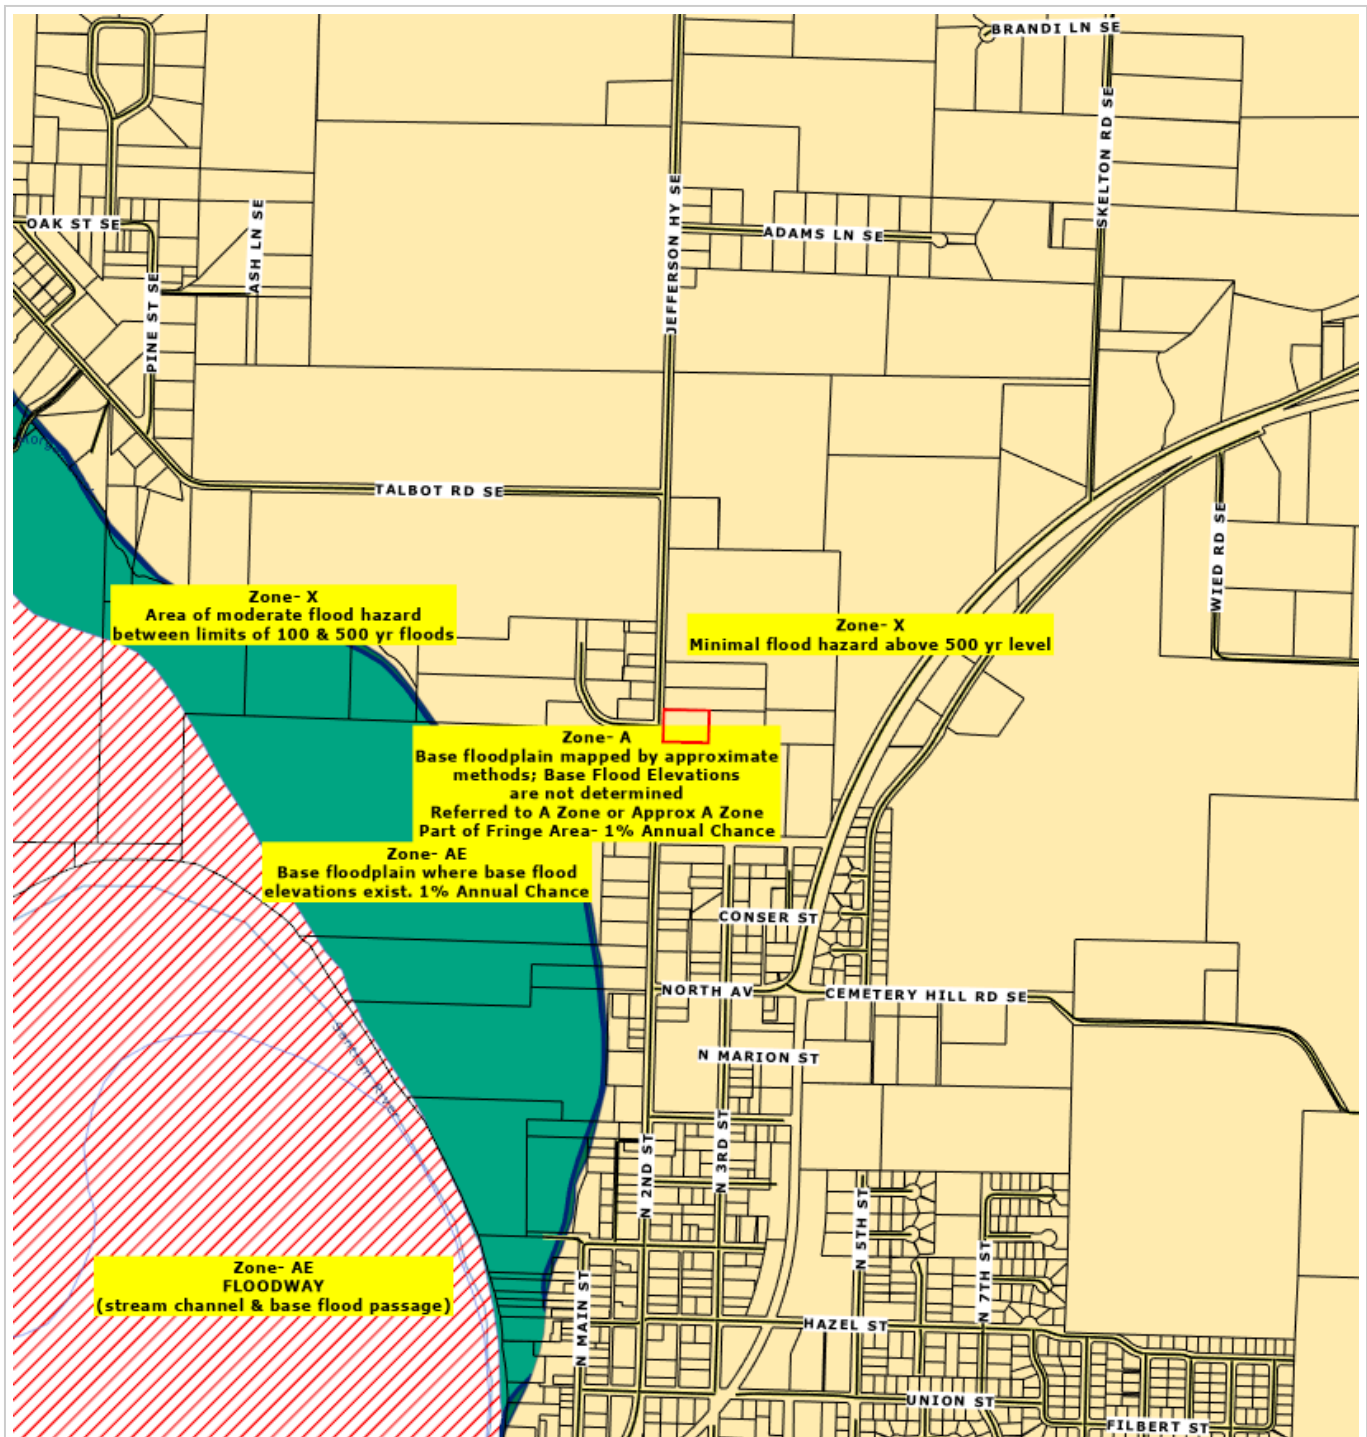 BRANDI LN SE
SKELTON RD SE
JEFFERSON HY SE
OAK ST SE
ASH LN SE
ADAMS LN SE
PINE ST SE
TALBOT RD SE
WIED RD SE
Zone- X
Area of moderate flood hazard
between limits of 100 & 500 yr floods
Zone- X
Minimal flood hazard above 500 yr level
Zone- A
Base floodplain mapped by approximate
methods; Base Flood Elevations
are not determined
Referred to A Zone or Approx A Zone
Part of Fringe Area- 1% Annual Chance
Zone- AE
Base floodplain where base flood
elevations exist. 1% Annual Chance
CONSER ST
NORTH AV
CEMETERY HILL RD SE
Santiam River
N MARION ST
N 2ND ST
N 3RD ST
N 5TH ST
N 7TH ST
Zone- AE
FLOODWAY
(stream channel & base flood passage)
N MAIN ST
HAZEL ST
UNION ST
FILBERT ST